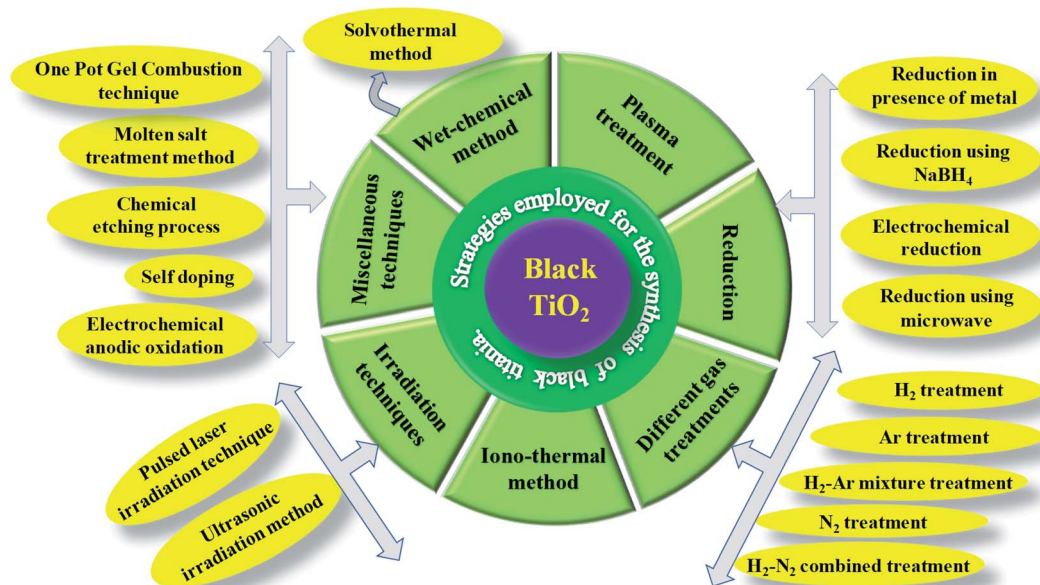 Solvothermal
method
One Pot Gel Combustion
technique
Molten salt
treatment method
Chemical
etching process
Self doping
Electrochemical
anodic oxidation
Pulsed laser
irradiation technique
Ultrasonic
irradiation method
Wet-chemical
method
Plasma
treatment
Reduction
Different gas
treatments
Iono-thermal
method
Irradiation
techniques
Miscellaneous
techniques
Strategies employed for the synthesis of black titania.
Black
TiO₂
Reduction in
presence of metal
Reduction using
NaBH₄
Electrochemical
reduction
Reduction using
microwave
H₂ treatment
Ar treatment
H₂-Ar mixture treatment
N₂ treatment
H₂-N₂ combined treatment